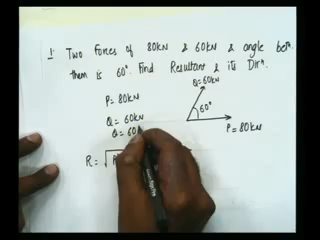 1. Two Forces of 80kN & 60kN & angle betn.
them is 60° Find Resultant & its Dirn.
Q=60kN
P=80kN
60°
Q=60kN
P=80kN
θ=60
R=√